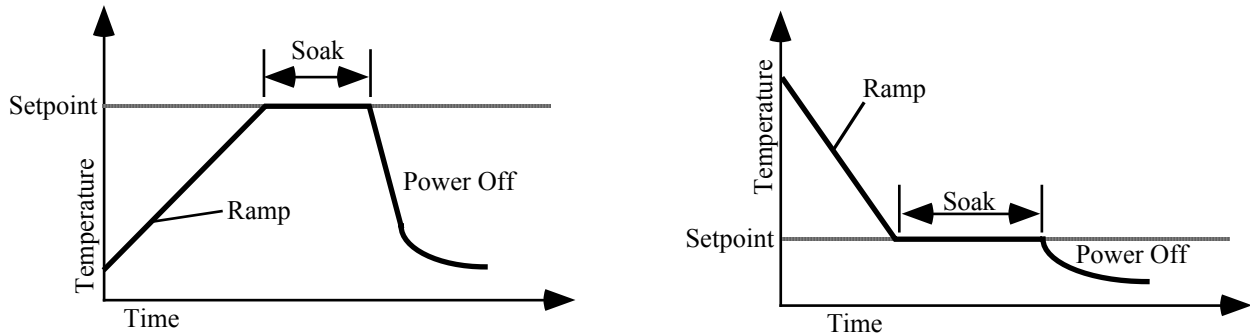 Soak
Setpoint
Temperature
Ramp
Power Off
Time
Temperature
Ramp
Soak
Setpoint
Power Off
Time